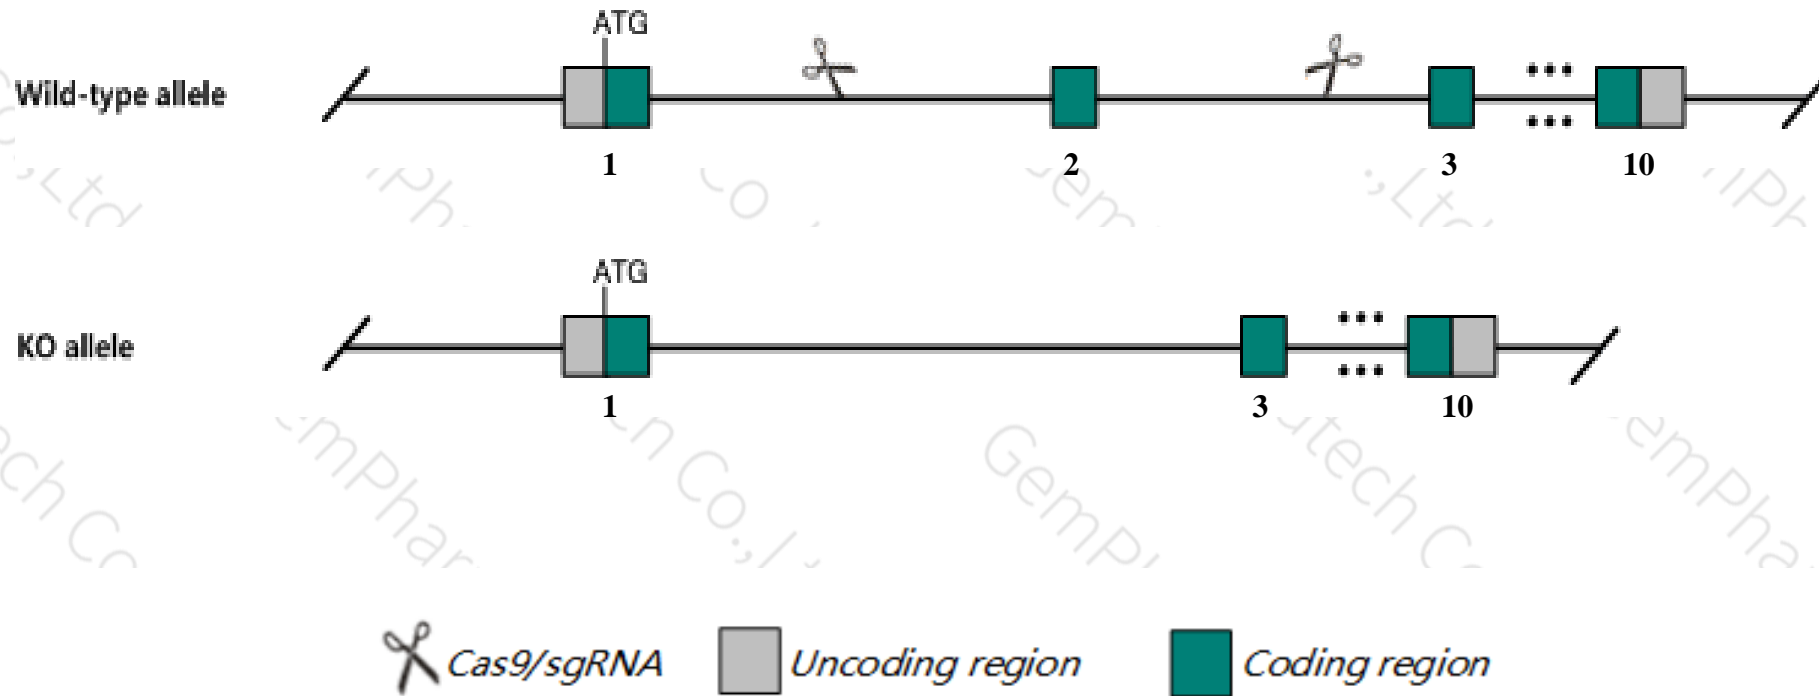 ATG
Wild-type allele
1 2 3 10
ATG
KO allele
1 3 10
Cas9/sgRNA Uncoding region Coding region